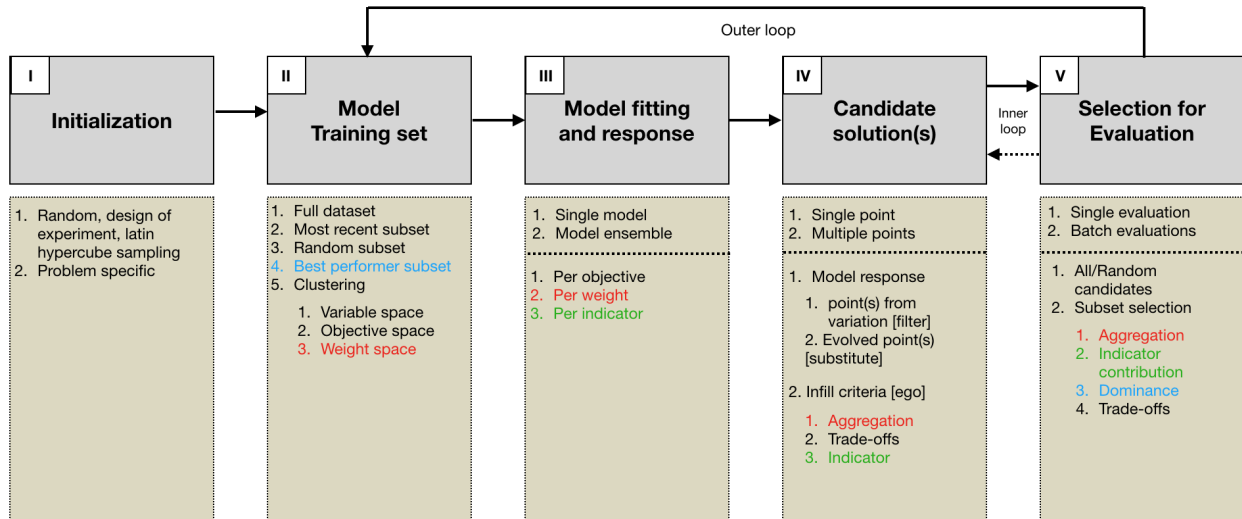 Outer loop
I
Initialization
II
Model
Training set
III
Model fitting
and response
IV
Candidate
solution(s)
Inner
loop
V
Selection for
Evaluation
1. Random, design of
experiment, latin
hypercube sampling
2. Problem specific
1. Full dataset
2. Most recent subset
3. Random subset
4. Best performer subset
5. Clustering
1. Variable space
2. Objective space
3. Weight space
1. Single model
2. Model ensemble
1. Per objective
2. Per weight
3. Per indicator
1. Single point
2. Multiple points
1. Model response
1. point(s) from
variation [filter]
2. Evolved point(s)
[substitute]
2. Infill criteria [ego]
1. Aggregation
2. Trade-offs
3. Indicator
1. Single evaluation
2. Batch evaluations
1. All/Random
candidates
2. Subset selection
1. Aggregation
2. Indicator
contribution
3. Dominance
4. Trade-offs